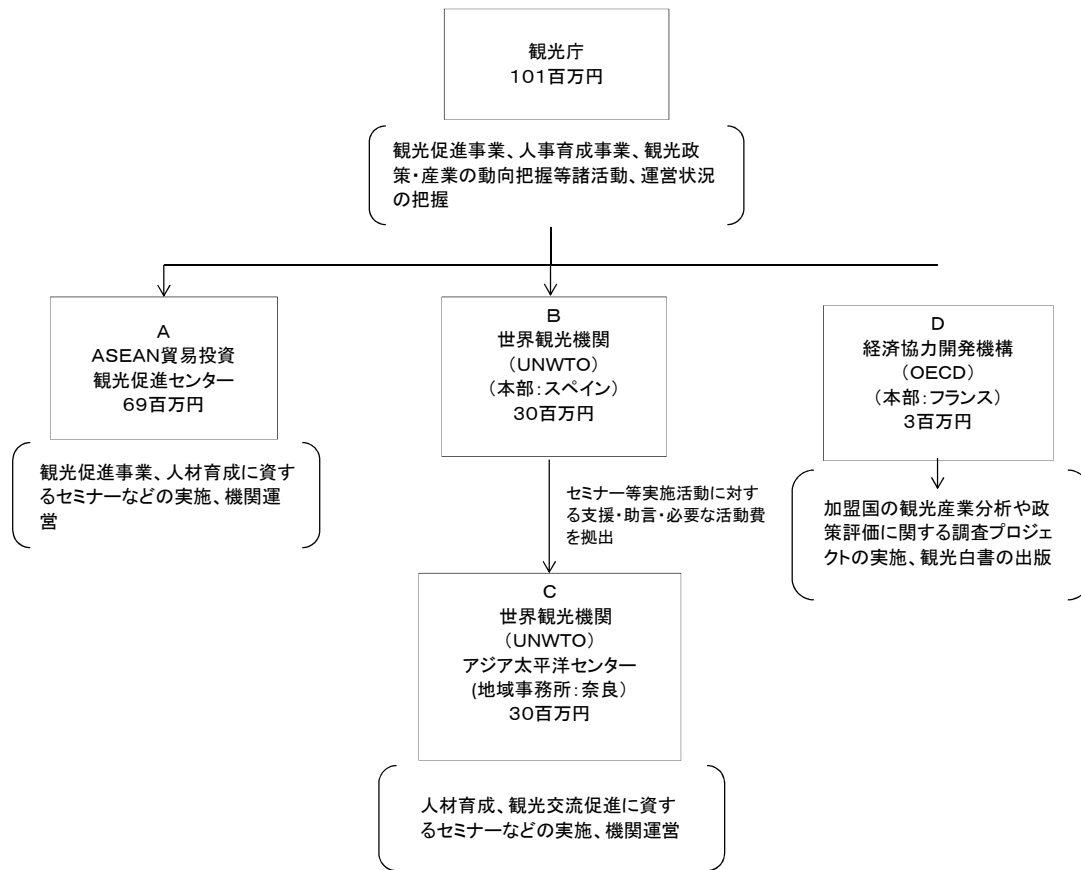 観光庁
101百万円
観光促進事業、人事育成事業、観光政
策・産業の動向把握等諸活動、運営状況
の把握
A
ASEAN貿易投資
観光促進センター
69百万円
観光促進事業、人材育成に資す
るセミナーなどの実施、機関運
営
B
世界観光機関
（UNWTO）
（本部：スペイン）
30百万円
セミナー等実施活動に対す
る支援・助言・必要な活動費
を拠出
C
世界観光機関
（UNWTO）
アジア太平洋センター
(地域事務所：奈良）
30百万円
人材育成、観光交流促進に資す
るセミナーなどの実施、機関運営
D
経済協力開発機構
（OECD）
（本部：フランス）
3百万円
加盟国の観光産業分析や政
策評価に関する調査プロジェ
クトの実施、観光白書の出版